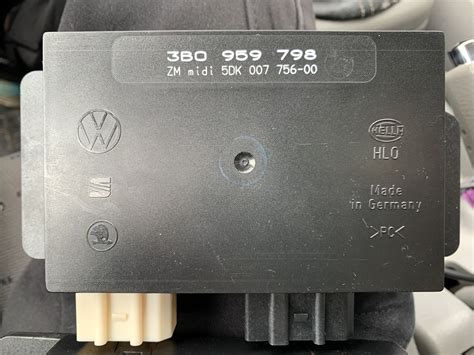 3B0 959 798
ZM midi 5DK 007 756-00
HELLA
HLO
Made
in Germany
>PC<